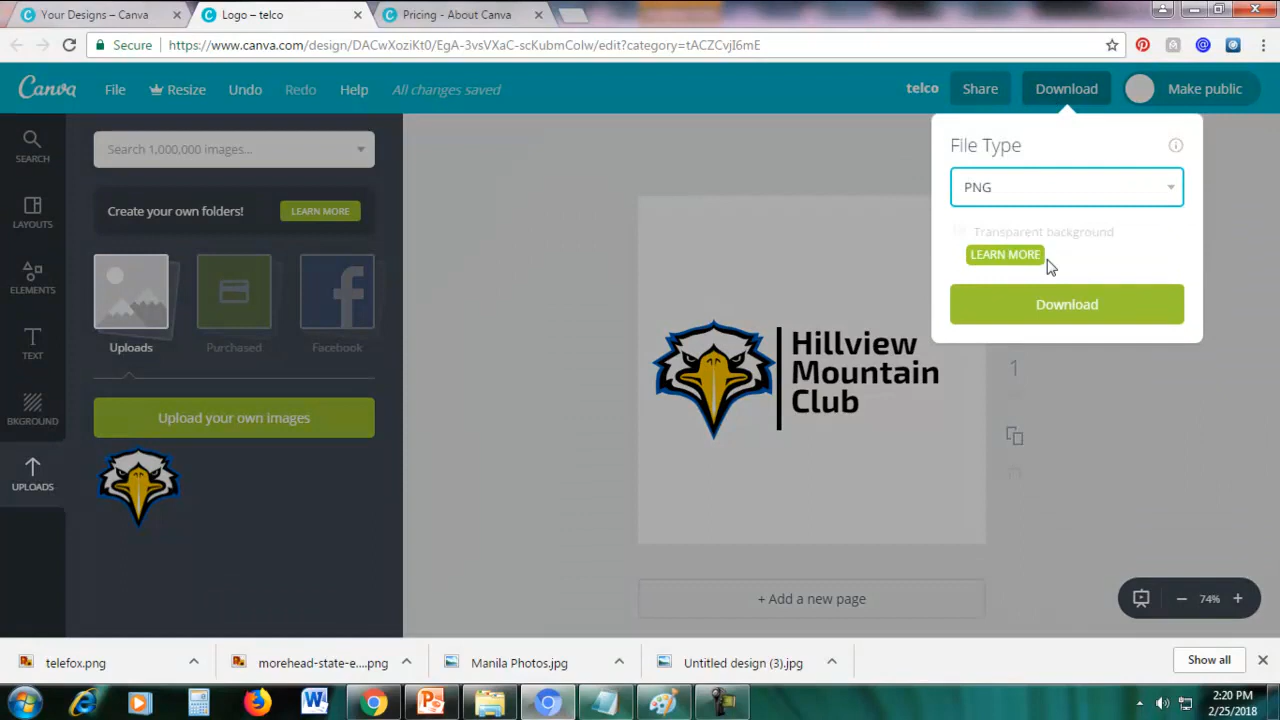 Your Designs – Canva
Logo – telco
Pricing - About Canva
Secure
https://www.canva.com/design/DACwXoziKt0/EgA-3vsVXaC-scKubmColw/edit?category=tACZCvjI6mE
Canva
File
Resize
Undo
Redo
Help
All changes saved
telco
Share
Download
Make public
SEARCH
LAYOUTS
ELEMENTS
TEXT
BKGROUND
UPLOADS
Search 1,000,000 images...
Create your own folders!
LEARN MORE
Uploads
Purchased
Facebook
Upload your own images
File Type
PNG
Transparent background
LEARN MORE
Download
Hillview
Mountain
Club
1
+ Add a new page
74%
telefox.png
morehead-state-e....png
Manila Photos.jpg
Untitled design (3).jpg
Show all
2:20 PM
2/25/2018